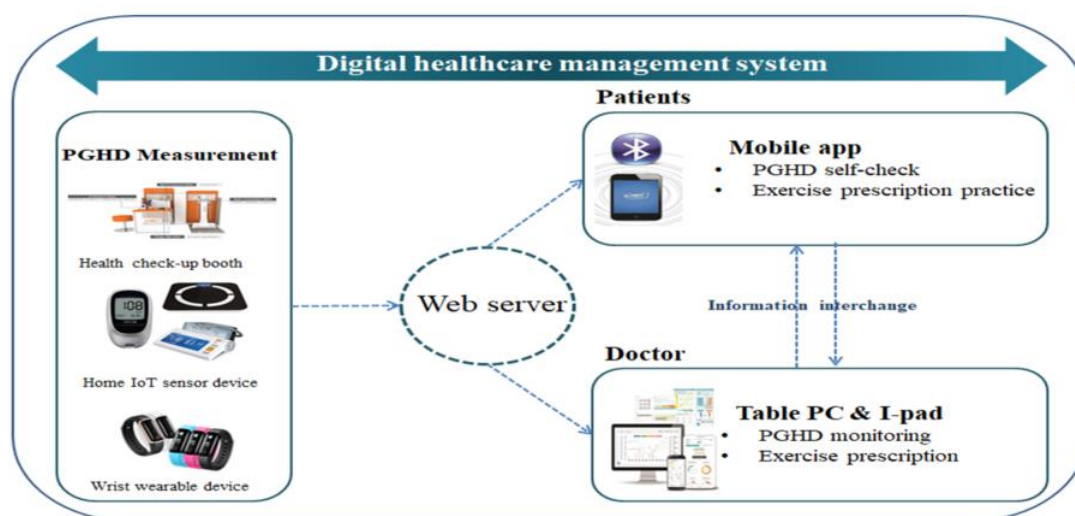 Digital healthcare management system
PGHD Measurement
Health check-up booth
Home IoT sensor device
Wrist wearable device
Web server
Patients
Mobile app
• PGHD self-check
• Exercise prescription practice
Information interchange
Doctor
Table PC & I-pad
• PGHD monitoring
• Exercise prescription
108